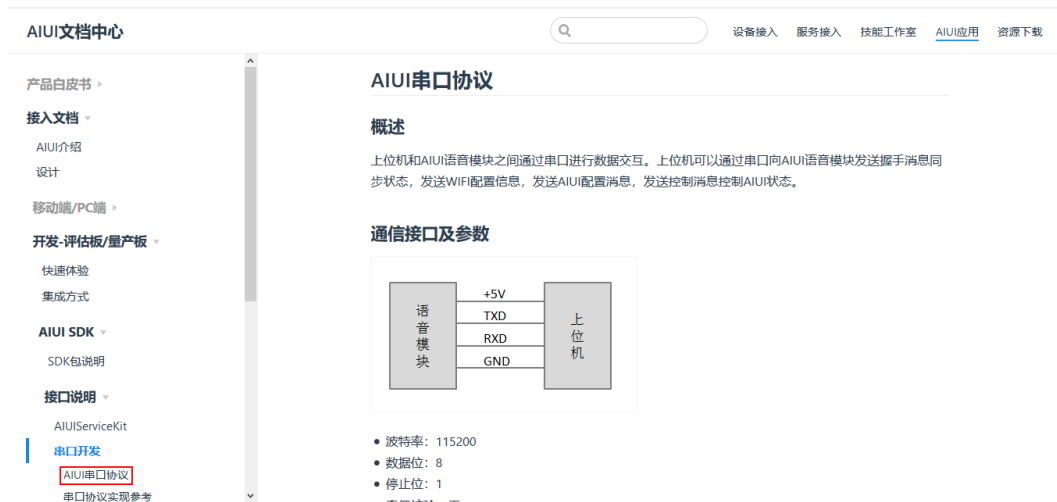 AIUI文档中心
设备接入 服务接入 技能工作室 AIUI应用 资源下载
产品白皮书
接入文档
AIUI介绍
设计
移动端/PC端
开发-评估板/量产板
快速体验
集成方式
AIUI SDK
SDK包说明
接口说明
AIUIServiceKit
串口开发
AIUI串口协议
串口协议实现参考
AIUI串口协议
概述
上位机和AIUI语音模块之间通过串口进行数据交互。上位机可以通过串口向AIUI语音模块发送握手消息同
步状态，发送WIFI配置信息，发送AIUI配置消息，发送控制消息控制AIUI状态。
通信接口及参数
语音模块
+5V
TXD
RXD
GND
上位机
波特率：115200
数据位：8
停止位：1